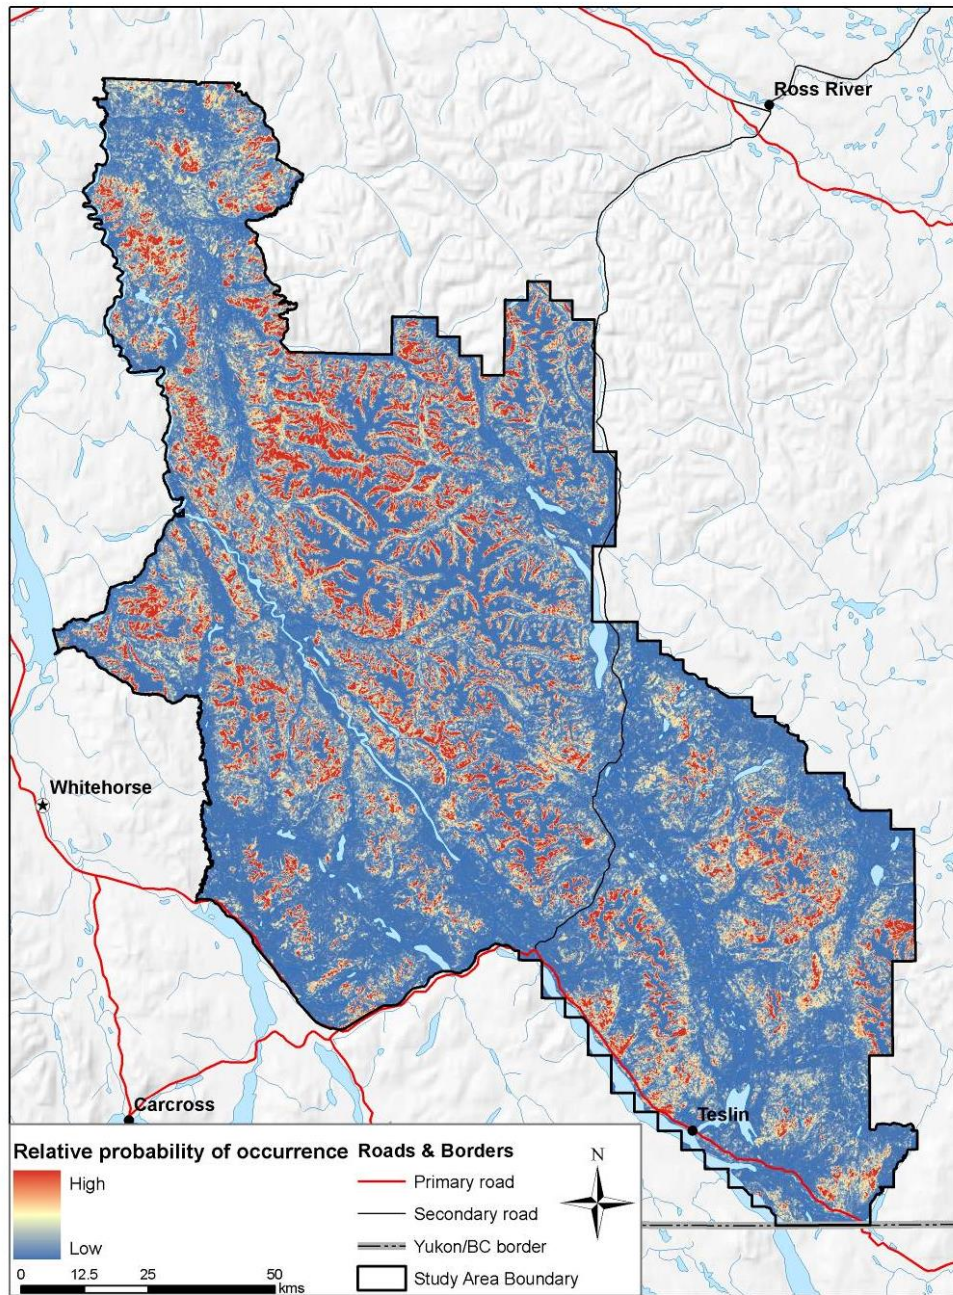 Ross River
Whitehorse
Carcross
Teslin
Relative probability of occurrence
High
Low
0 12.5 25 50
kms
Roads & Borders
Primary road
Secondary road
Yukon/BC border
Study Area Boundary
N